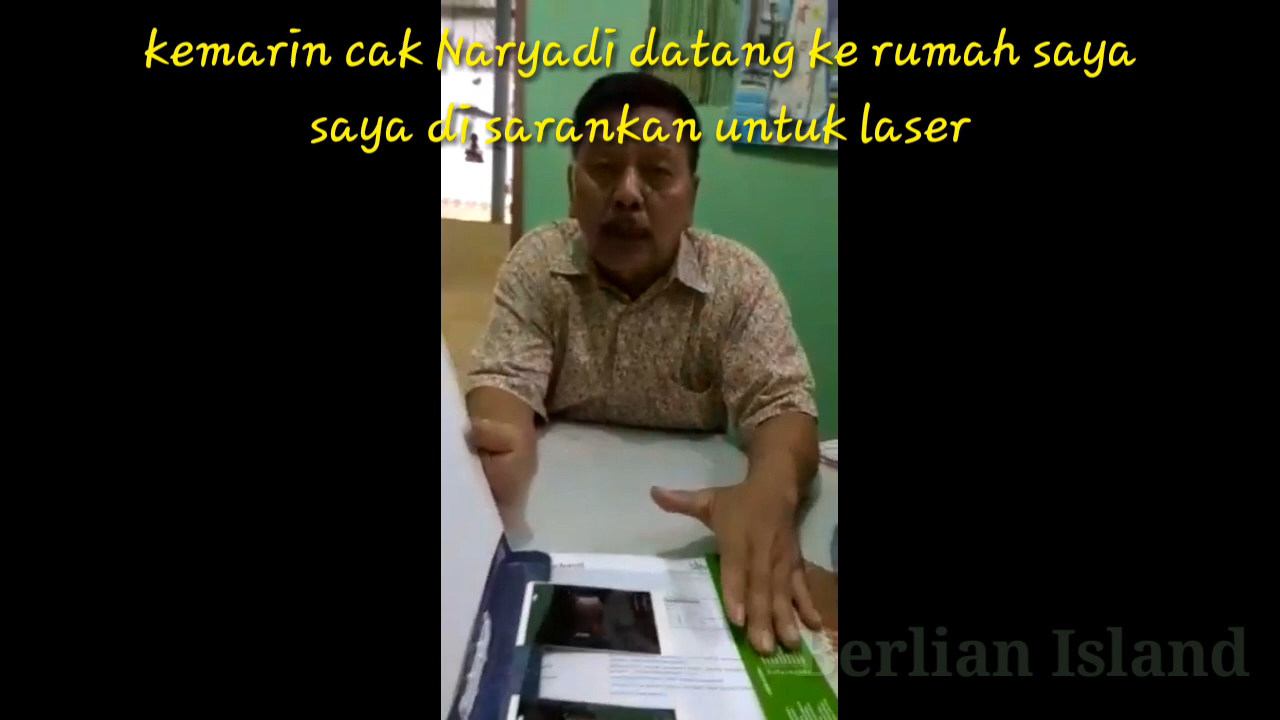 kemarin cak Naryadi datang ke rumah saya
saya di sarankan untuk laser
Berlian Island